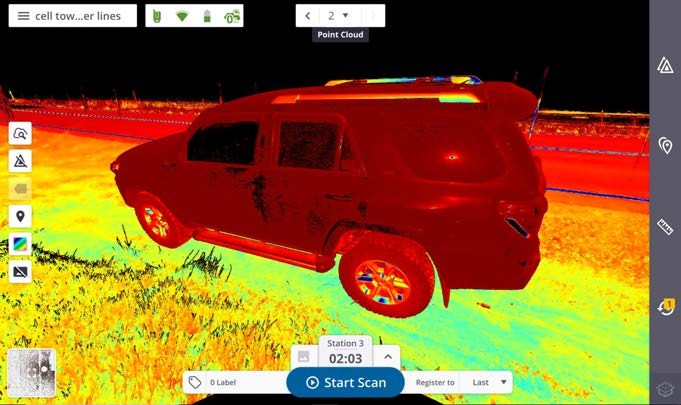 cell tow...er lines
2
Point Cloud
1
Station 3
02:03
0 Label
Start Scan
Register to
Last